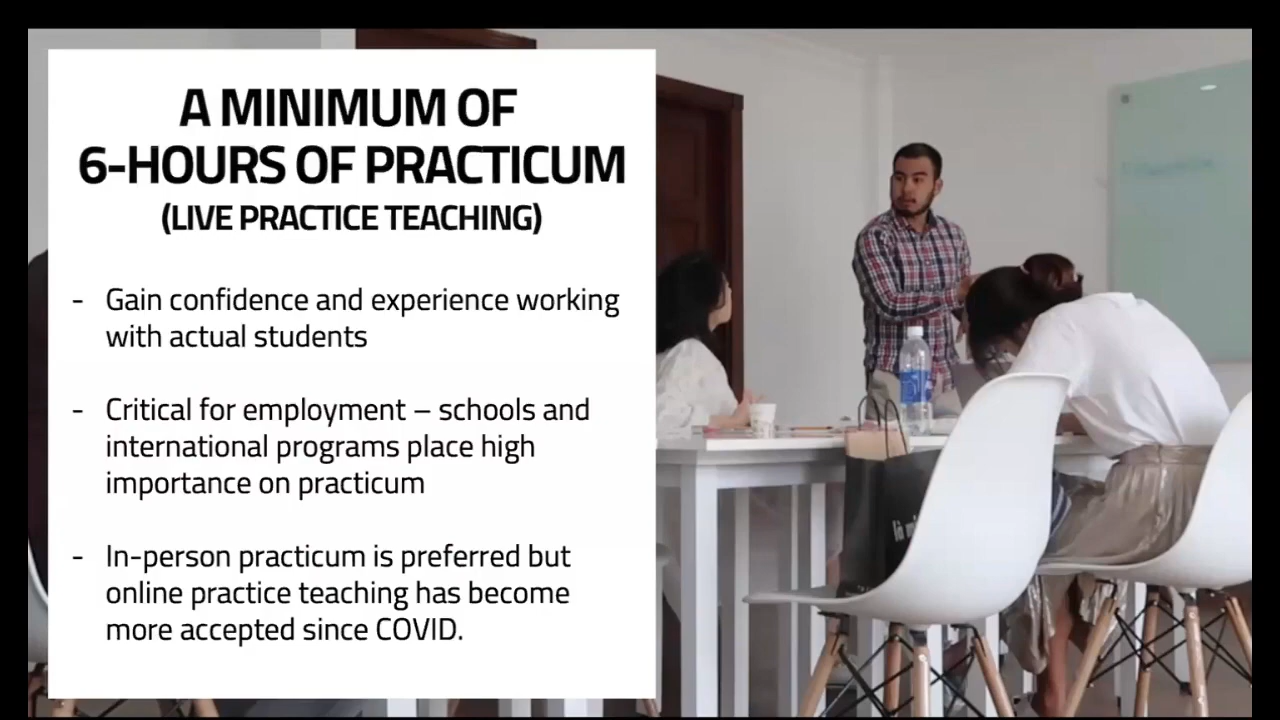 A MINIMUM OF
6-HOURS OF PRACTICUM
(LIVE PRACTICE TEACHING)
- Gain confidence and experience working
with actual students
- Critical for employment – schools and
international programs place high
importance on practicum
- In-person practicum is preferred but
online practice teaching has become
more accepted since COVID.